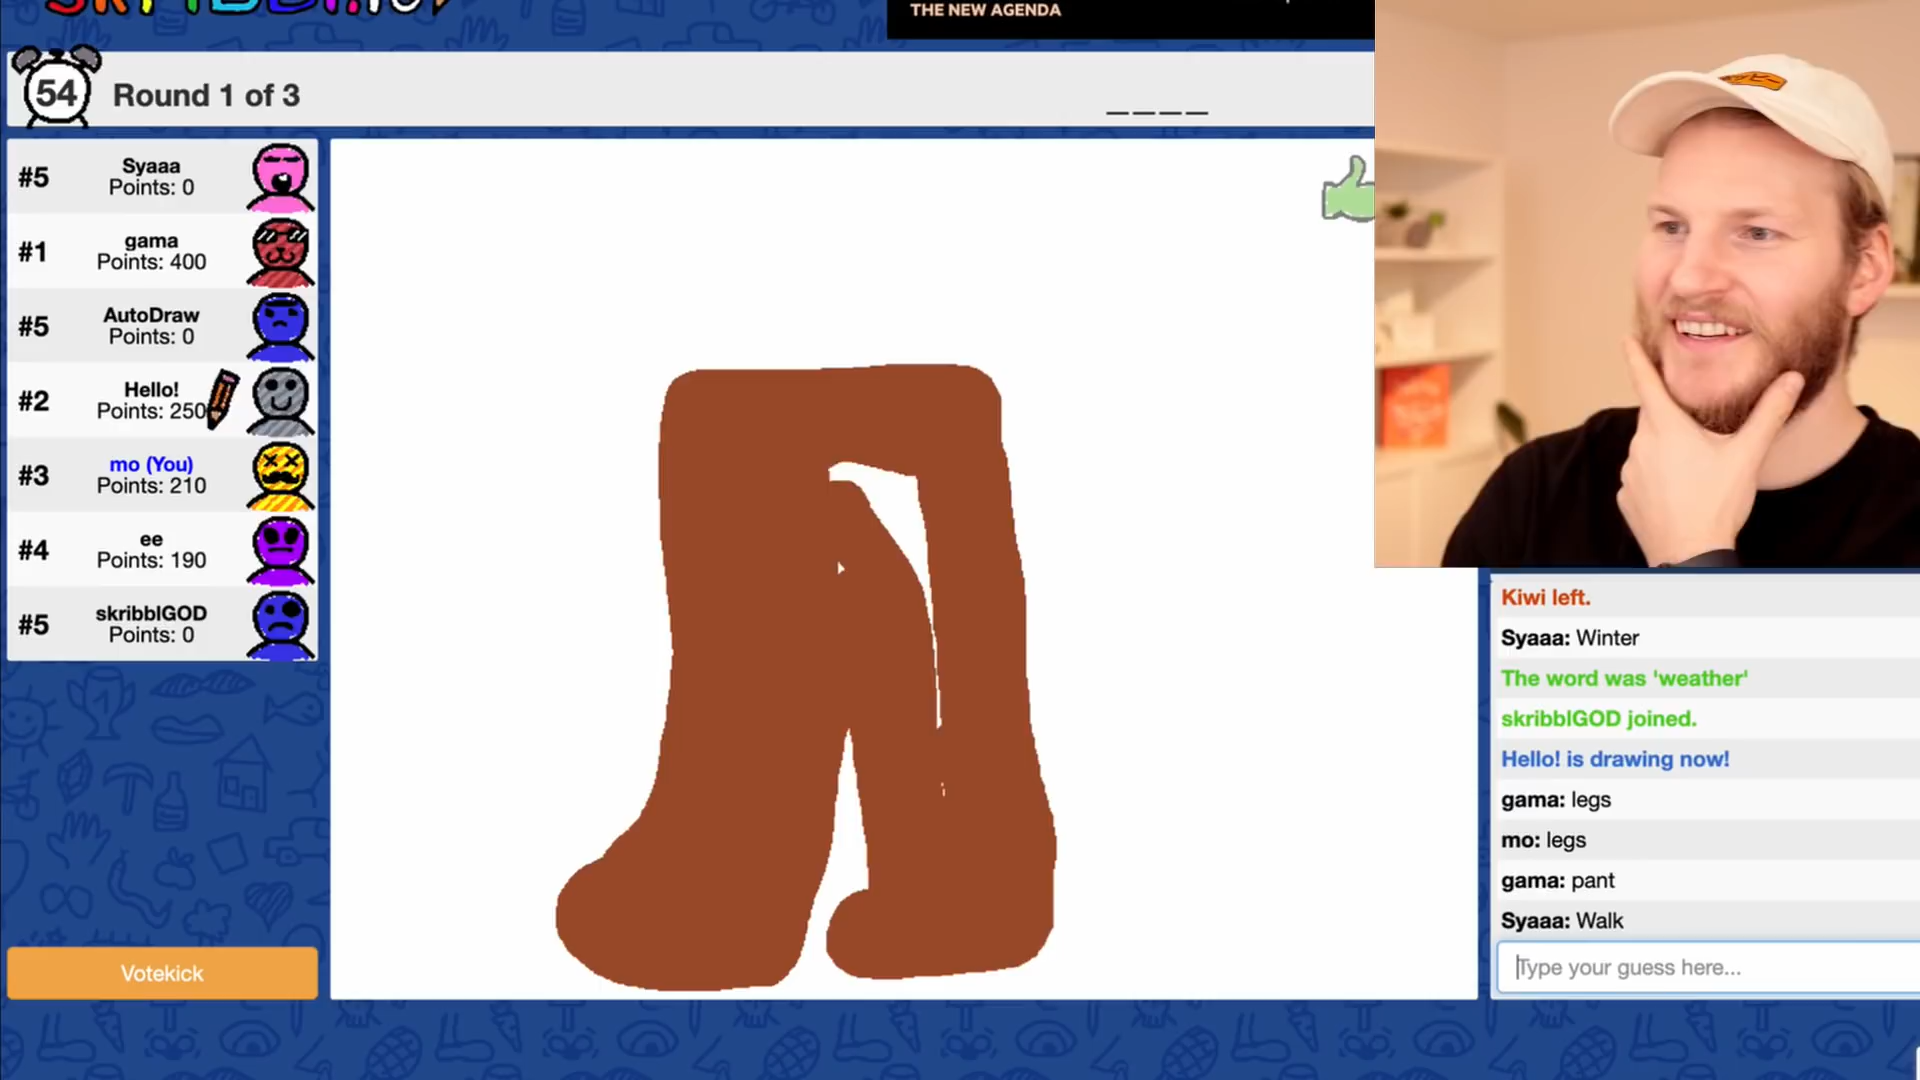 skribbl.io
THE NEW AGENDA
54
Round 1 of 3
____
#5
Syaaa
Points: 0
#1
gama
Points: 400
#5
AutoDraw
Points: 0
#2
Hello!
Points: 250
#3
mo (You)
Points: 210
#4
ee
Points: 190
#5
skribblGOD
Points: 0
Votekick
Kiwi left.
Syaaa: Winter
The word was 'weather'
skribblGOD joined.
Hello! is drawing now!
gama: legs
mo: legs
gama: pant
Syaaa: Walk
Type your guess here...